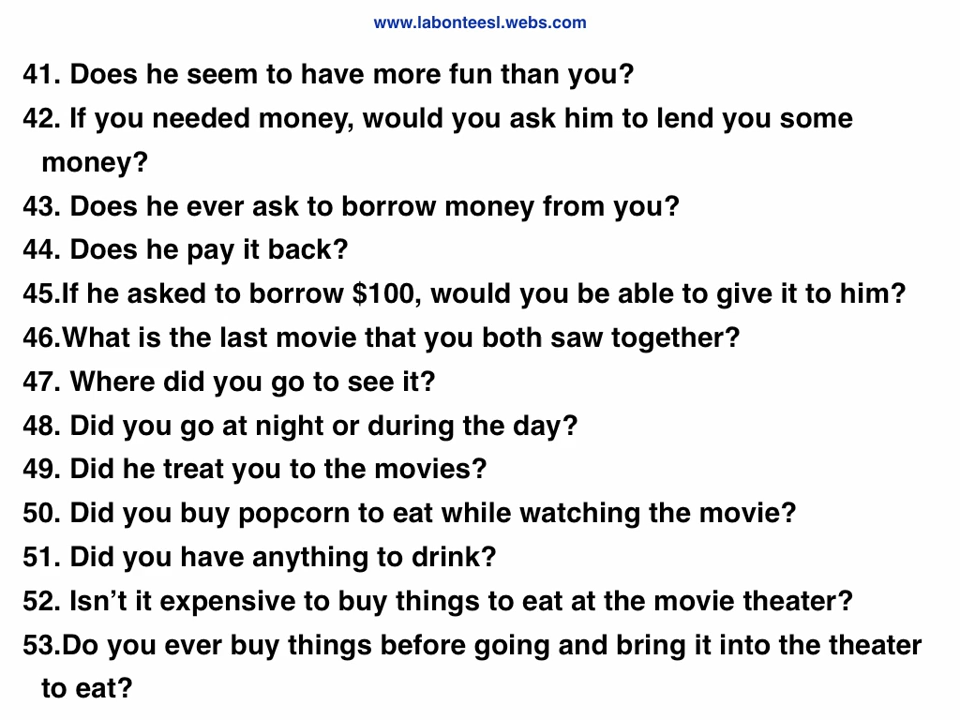 www.labonteesl.webs.com
41. Does he seem to have more fun than you?
42. If you needed money, would you ask him to lend you some
money?
43. Does he ever ask to borrow money from you?
44. Does he pay it back?
45.If he asked to borrow $100, would you be able to give it to him?
46.What is the last movie that you both saw together?
47. Where did you go to see it?
48. Did you go at night or during the day?
49. Did he treat you to the movies?
50. Did you buy popcorn to eat while watching the movie?
51. Did you have anything to drink?
52. Isn’t it expensive to buy things to eat at the movie theater?
53.Do you ever buy things before going and bring it into the theater
to eat?